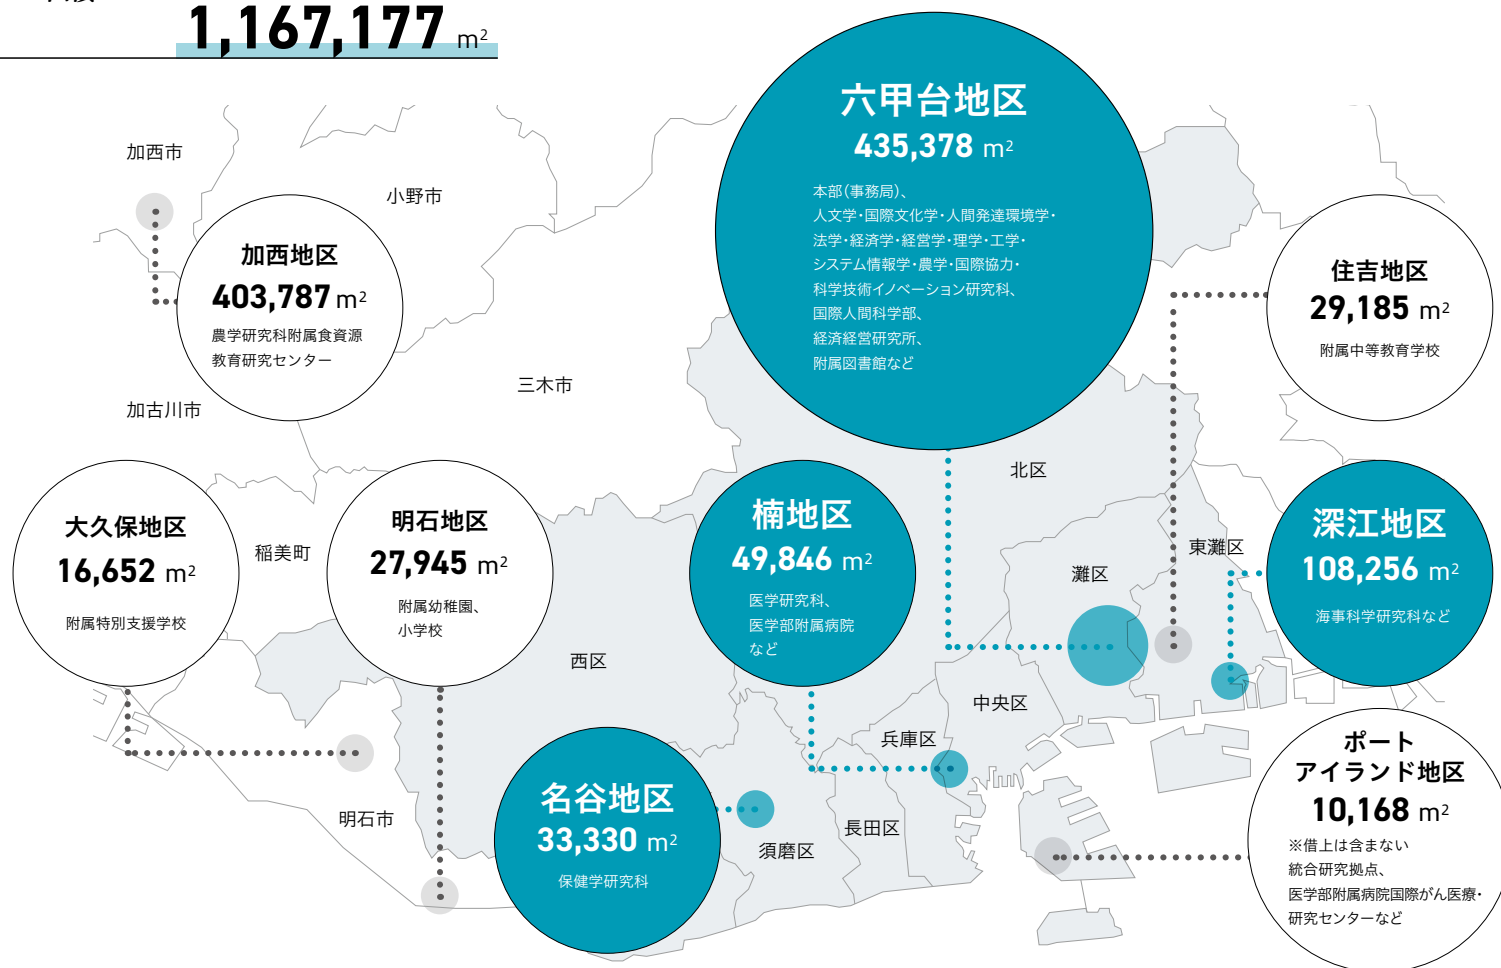 1,167,177 m²
六甲台地区
435,378 m²
本部(事務局)、
人文学・国際文化学・人間発達環境学・
法学・経済学・経営学・理学・工学・
システム情報学・農学・国際協力・
科学技術イノベーション研究科、
国際人間科学部、
経済経営研究所、
附属図書館など
加西市
小野市
加西地区
403,787 m²
農学研究科附属食資源
教育研究センター
住吉地区
29,185 m²
附属中等教育学校
三木市
加古川市
北区
大久保地区
16,652 m²
附属特別支援学校
稲美町
明石地区
27,945 m²
附属幼稚園、
小学校
楠地区
49,846 m²
医学研究科、
医学部附属病院
など
灘区
東灘区
深江地区
108,256 m²
海事科学研究科など
西区
中央区
兵庫区
名谷地区
33,330 m²
保健学研究科
明石市
須磨区
長田区
ポート
アイランド地区
10,168 m²
※借上は含まない
統合研究拠点、
医学部附属病院国際がん医療・
研究センターなど